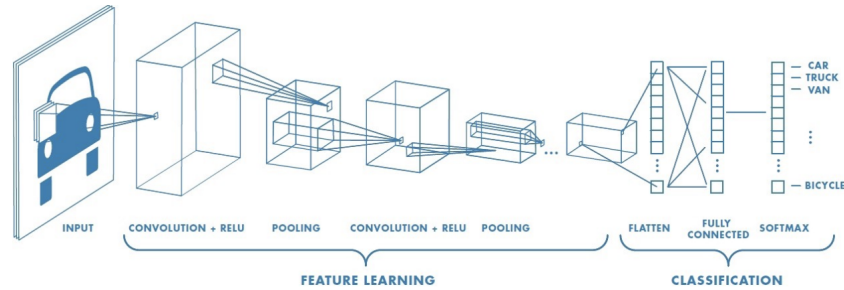 CAR
TRUCK
VAN
BICYCLE
INPUT
CONVOLUTION + RELU
POOLING
CONVOLUTION + RELU
POOLING
FLATTEN
FULLY
CONNECTED
SOFTMAX
FEATURE LEARNING
CLASSIFICATION